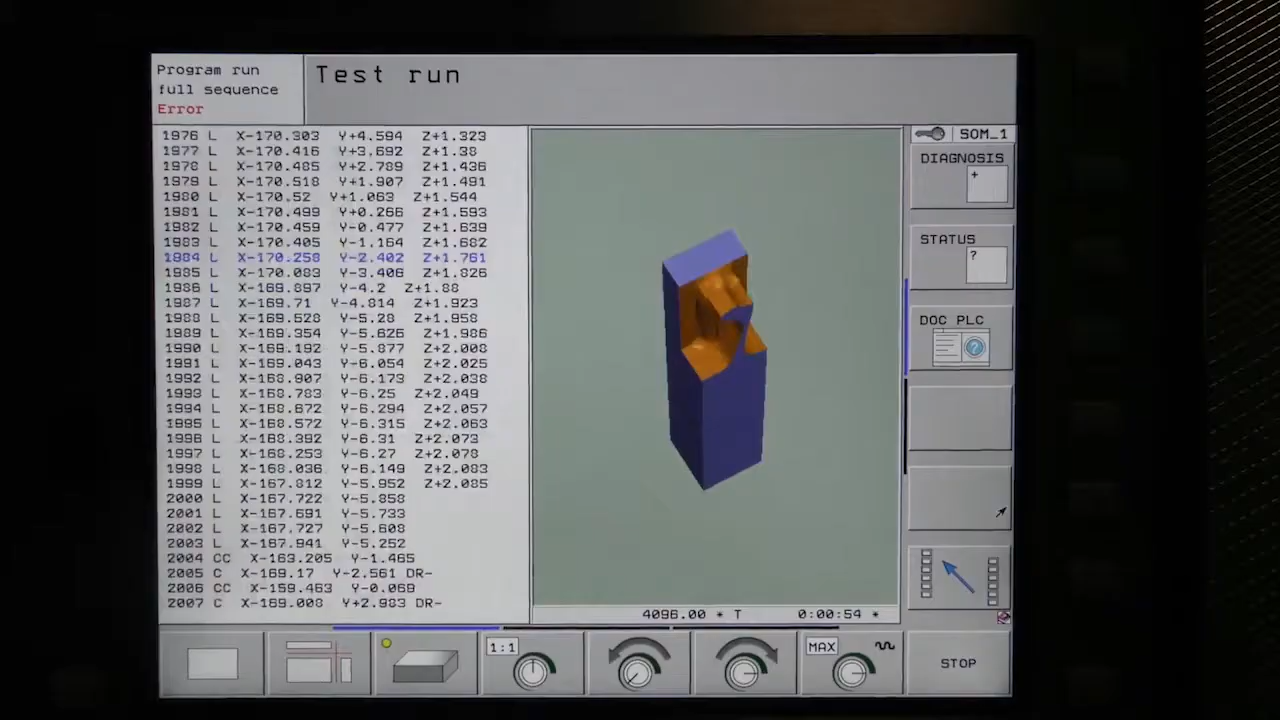 Program run
full sequence
Error
Test run
1976 L X-170.303 Y+4.594 Z+1.323
1977 L X-170.416 Y+3.692 Z+1.38
1978 L X-170.485 Y+2.789 Z+1.436
1979 L X-170.518 Y+1.907 Z+1.491
1980 L X-170.52 Y+1.063 Z+1.544
1981 L X-170.499 Y+0.266 Z+1.593
1982 L X-170.459 Y-0.477 Z+1.639
1983 L X-170.405 Y-1.164 Z+1.682
1984 L X-170.258 Y-2.402 Z+1.761
1985 L X-170.083 Y-3.406 Z+1.826
1986 L X-169.897 Y-4.2 Z+1.88
1987 L X-169.71 Y-4.814 Z+1.923
1988 L X-169.528 Y-5.28 Z+1.958
1989 L X-169.354 Y-5.626 Z+1.986
1990 L X-169.192 Y-5.877 Z+2.008
1991 L X-169.043 Y-6.054 Z+2.025
1992 L X-168.907 Y-6.173 Z+2.038
1993 L X-168.783 Y-6.25 Z+2.049
1994 L X-168.672 Y-6.294 Z+2.057
1995 L X-168.572 Y-6.315 Z+2.063
1996 L X-168.392 Y-6.31 Z+2.073
1997 L X-168.253 Y-6.27 Z+2.078
1998 L X-168.036 Y-6.149 Z+2.083
1999 L X-167.812 Y-5.952 Z+2.085
2000 L X-167.722 Y-5.858
2001 L X-167.691 Y-5.733
2002 L X-167.727 Y-5.608
2003 L X-167.941 Y-5.252
2004 CC X-163.205 Y-1.465
2005 C X-169.17 Y-2.561 DR-
2006 CC X-159.463 Y-0.069
2007 C X-169.008 Y+2.983 DR-
4096.00 * T 0:00:54 *
SOM_1
DIAGNOSIS
+
STATUS
?
DOC PLC
?
1:1
MAX
STOP